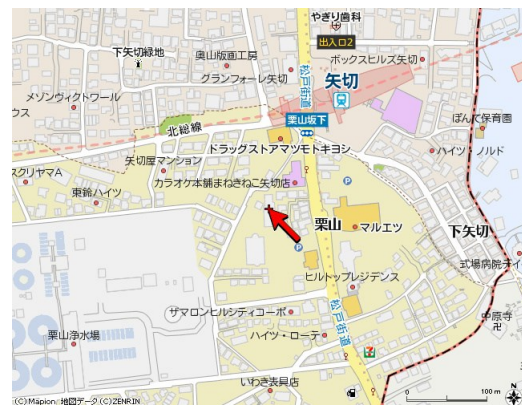 やぎり歯科
出入口2
下矢切緑地
奥山版画工房
ボックスヒルズ矢切
グランフォーレ矢切
矢切
メゾンヴィクトワール
松戸街道
ウス
栗山坂下
ぽんて保育園
北総線
ドラッグストアマツモトキヨシ
矢切屋マンション
ハイツ・ノルド
スクリヤマA
カラオケ本舗まねきねこ矢切店
東鈴ハイツ
栗山
マルエツ
下矢切
式場病院テイ
ヒルトップレジデンス
ザマロンヒルシティコーポ
松戸街道
中原寺
栗山浄水場
ハイツ・ローテ
いわき表具店
100 m
(C)Mapion 地図データ(C)ZENRIN